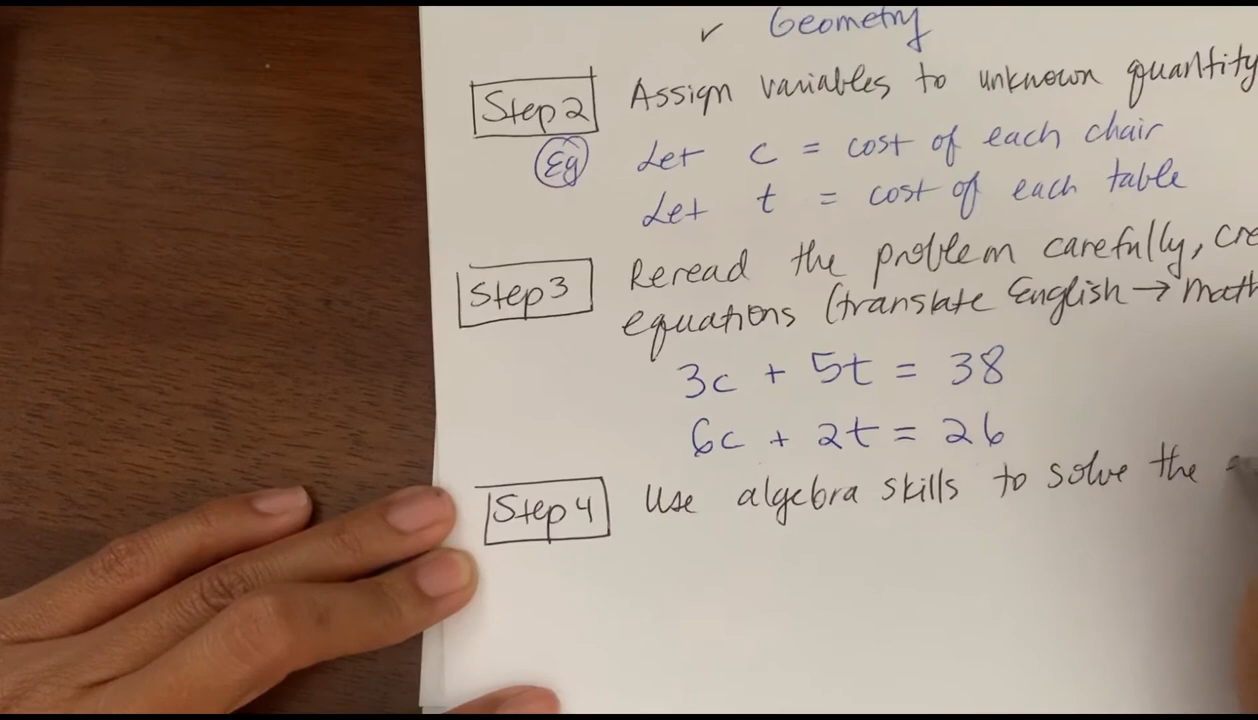 ✓ Geometry
Step 2 Assign variables to unknown quantity
Eg Let c = cost of each chair
Let t = cost of each table
Step 3 Reread the problem carefully, cre
equations (translate English → math
3c + 5t = 38
6c + 2t = 26
Step 4 Use algebra skills to solve the